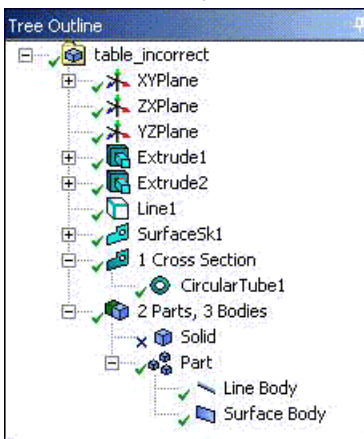 Tree Outline
table_incorrect
XYPlane
ZXPlane
YZPlane
Extrude1
Extrude2
Line1
SurfaceSk1
1 Cross Section
CircularTube1
2 Parts, 3 Bodies
Solid
Part
Line Body
Surface Body